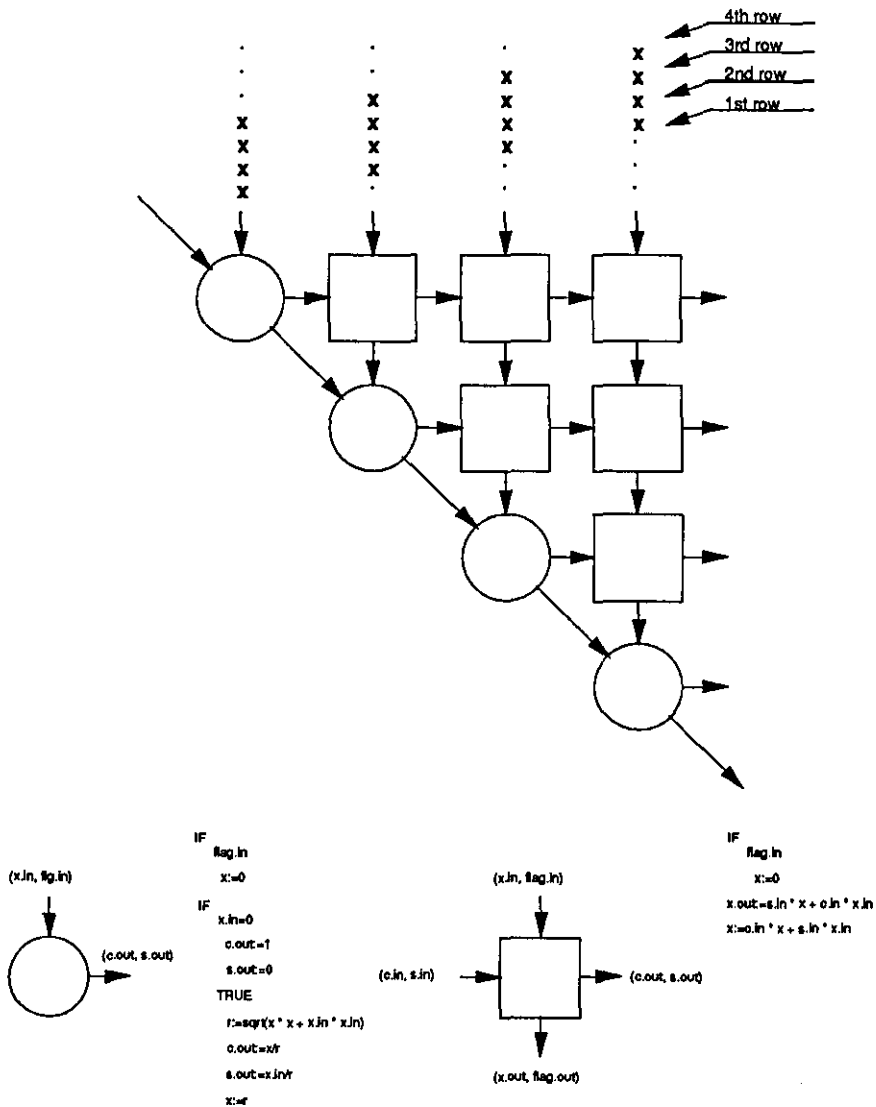 4th row
3rd row
2nd row
1st row
x x x x
x x x x
x x x x
x x x x
(x.in, flg.in)
(c.out, s.out)
IF
flag.in
x:=0
IF
x.in=0
c.out=1
s.out=0
TRUE
r:=sqrt(x * x + x.in * x.in)
c.out:=x/r
s.out:=x.in/r
x:=r
(x.in, flag.in)
(c.in, s.in)
(c.out, s.out)
(x.out, flag.out)
IF
flag.in
x:=0
x.out:=s.in * x + c.in * x.in
x:=c.in * x + s.in * x.in